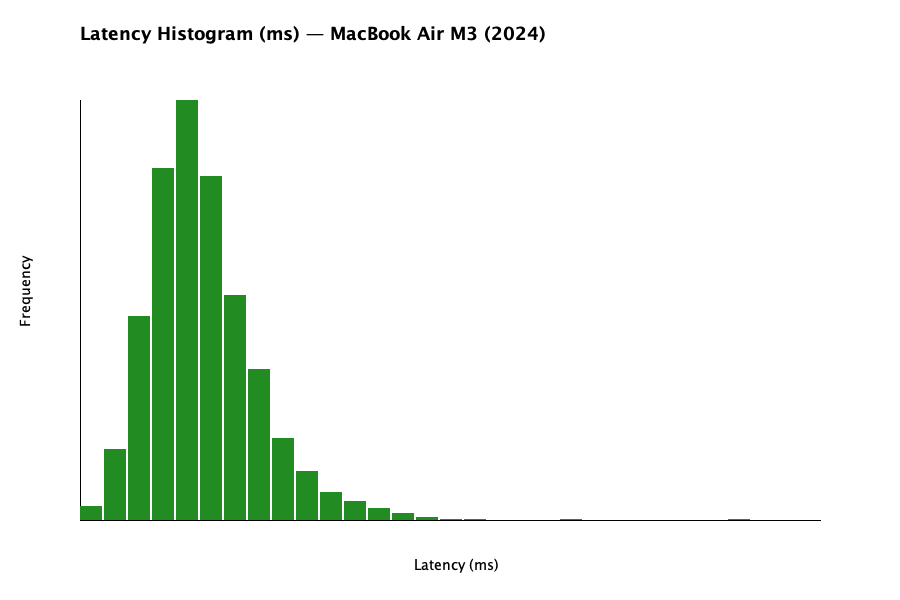 Latency Histogram (ms) — MacBook Air M3 (2024)
Frequency
Latency (ms)